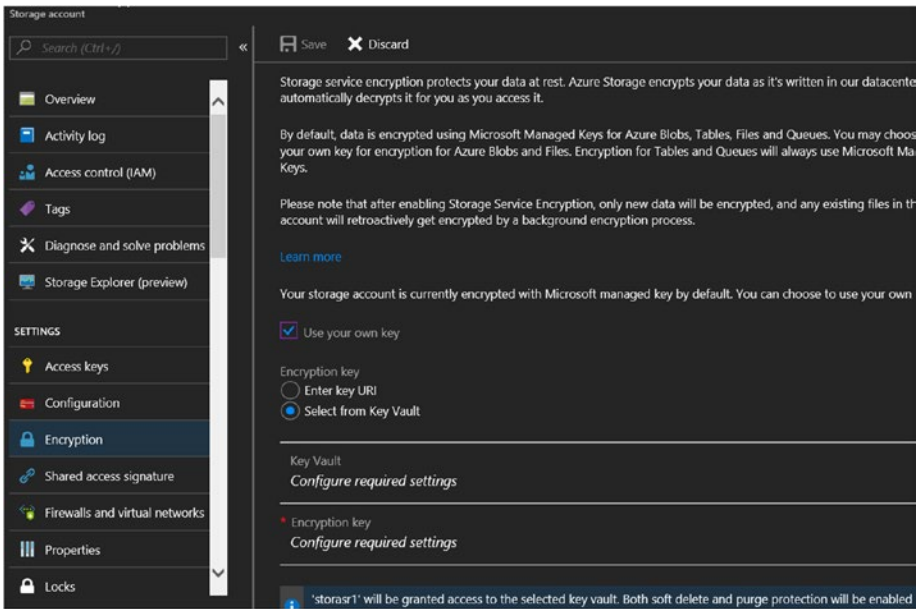 Storage account
Search (Ctrl+/)
«
Overview
Activity log
Access control (IAM)
Tags
Diagnose and solve problems
Storage Explorer (preview)
SETTINGS
Access keys
Configuration
Encryption
Shared access signature
Firewalls and virtual networks
Properties
Locks
Save Discard
Storage service encryption protects your data at rest. Azure Storage encrypts your data as it's written in our datacente
automatically decrypts it for you as you access it.
By default, data is encrypted using Microsoft Managed Keys for Azure Blobs, Tables, Files and Queues. You may choos
your own key for encryption for Azure Blobs and Files. Encryption for Tables and Queues will always use Microsoft Ma
Keys.
Please note that after enabling Storage Service Encryption, only new data will be encrypted, and any existing files in th
account will retroactively get encrypted by a background encryption process.
Learn more
Your storage account is currently encrypted with Microsoft managed key by default. You can choose to use your own
Use your own key
Encryption key
Enter key URI
Select from Key Vault
Key Vault
Configure required settings
* Encryption key
Configure required settings
'storasr1' will be granted access to the selected key vault. Both soft delete and purge protection will be enabled